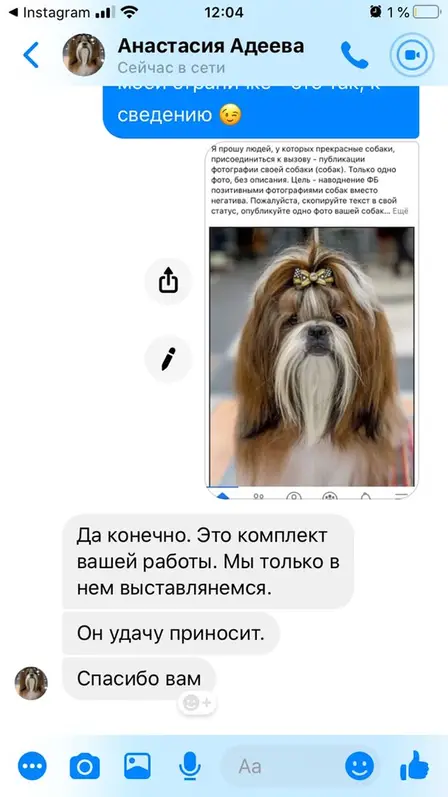 Instagram 12:04 1 %
Анастасия Адеева
Сейчас в сети
моей страничке - это так, к
сведению 😉
Я прошу людей, у которых прекрасные собаки,
присоединиться к вызову - публикации
фотографии своей собаки (собак). Только одно
фото, без описания. Цель - наводнение ФБ
позитивными фотографиями собак вместо
негатива. Пожалуйста, скопируйте текст в свой
статус, опубликуйте одно фото вашей собак... Ещё
Да конечно. Это комплект
вашей работы. Мы только в
нем выставлянемся.
Он удачу приносит.
Спасибо вам
Aa